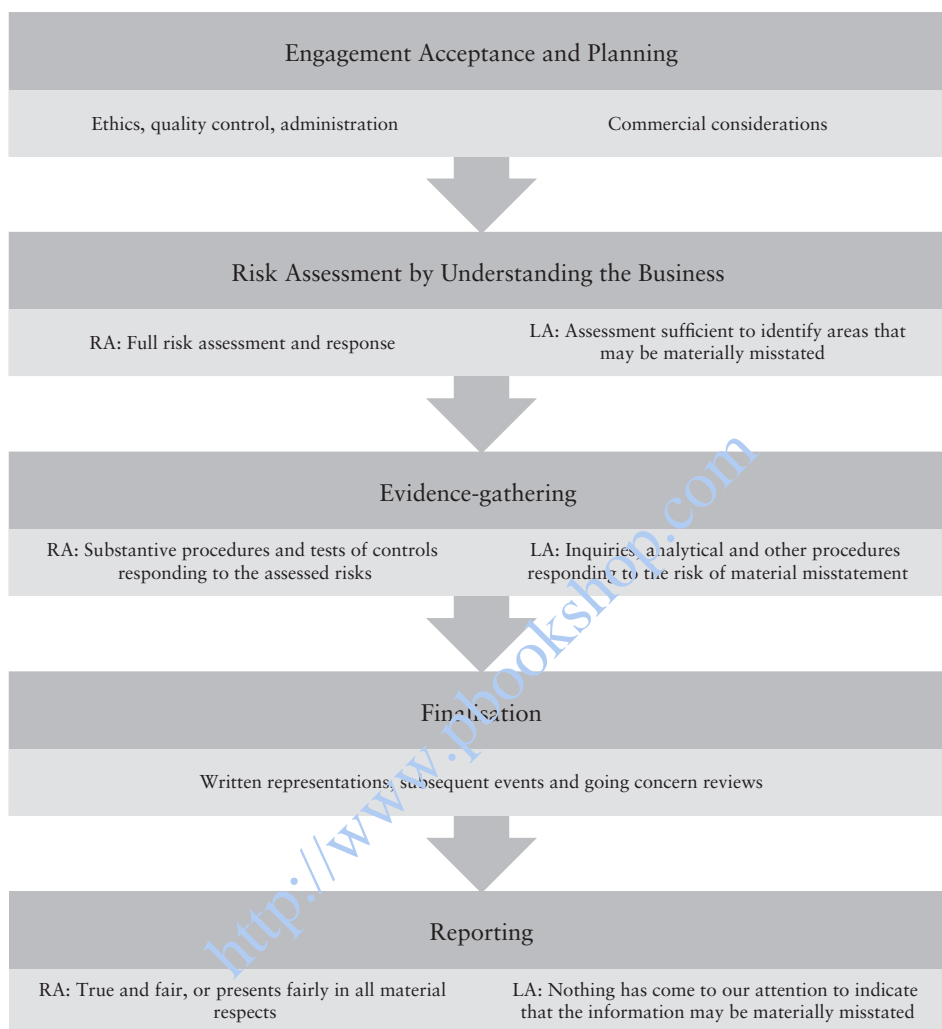 Engagement Acceptance and Planning
Ethics, quality control, administration
Commercial considerations
Risk Assessment by Understanding the Business
RA: Full risk assessment and response
LA: Assessment sufficient to identify areas that
may be materially misstated
Evidence-gathering
RA: Substantive procedures and tests of controls
responding to the assessed risks
LA: Inquiries, analytical and other procedures
responding to the risk of material misstatement
Finalisation
Written representations, subsequent events and going concern reviews
Reporting
RA: True and fair, or presents fairly in all material
respects
LA: Nothing has come to our attention to indicate
that the information may be materially misstated
http://www.pbookshop.com